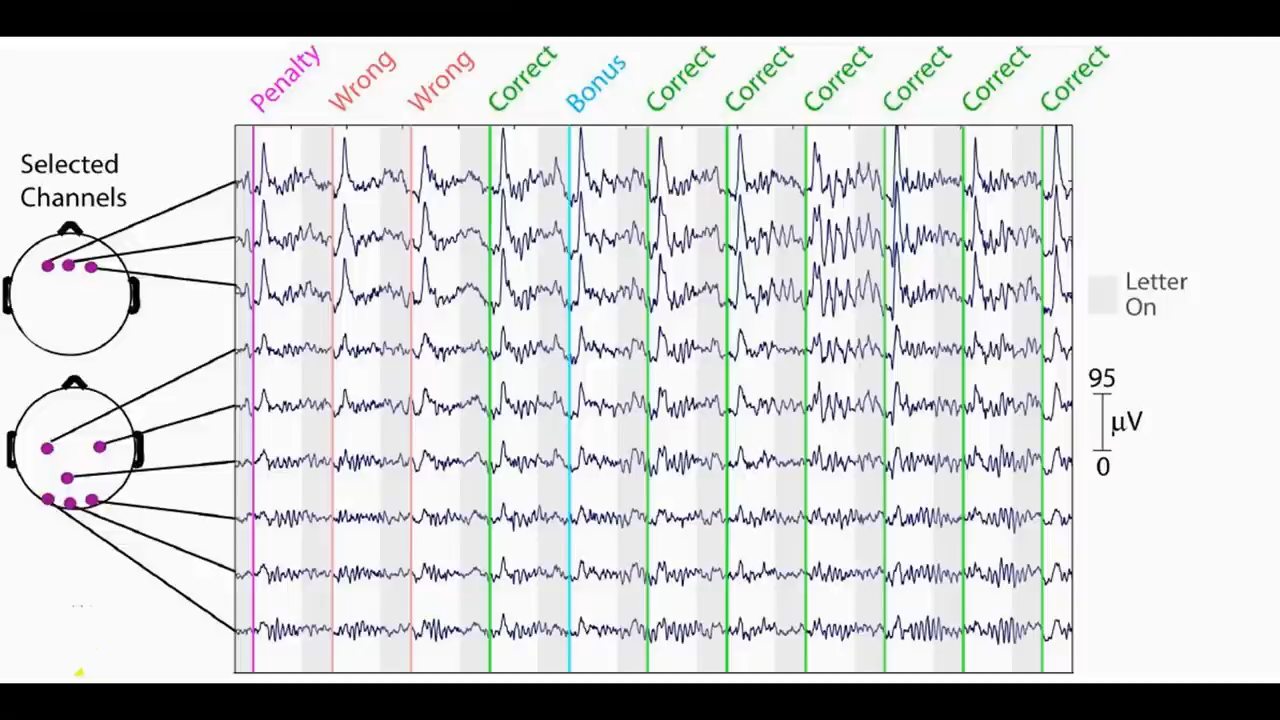 Penalty
Wrong
Wrong
Correct
Bonus
Correct
Correct
Correct
Correct
Correct
Correct
Selected
Channels
Letter
On
95
μV
0